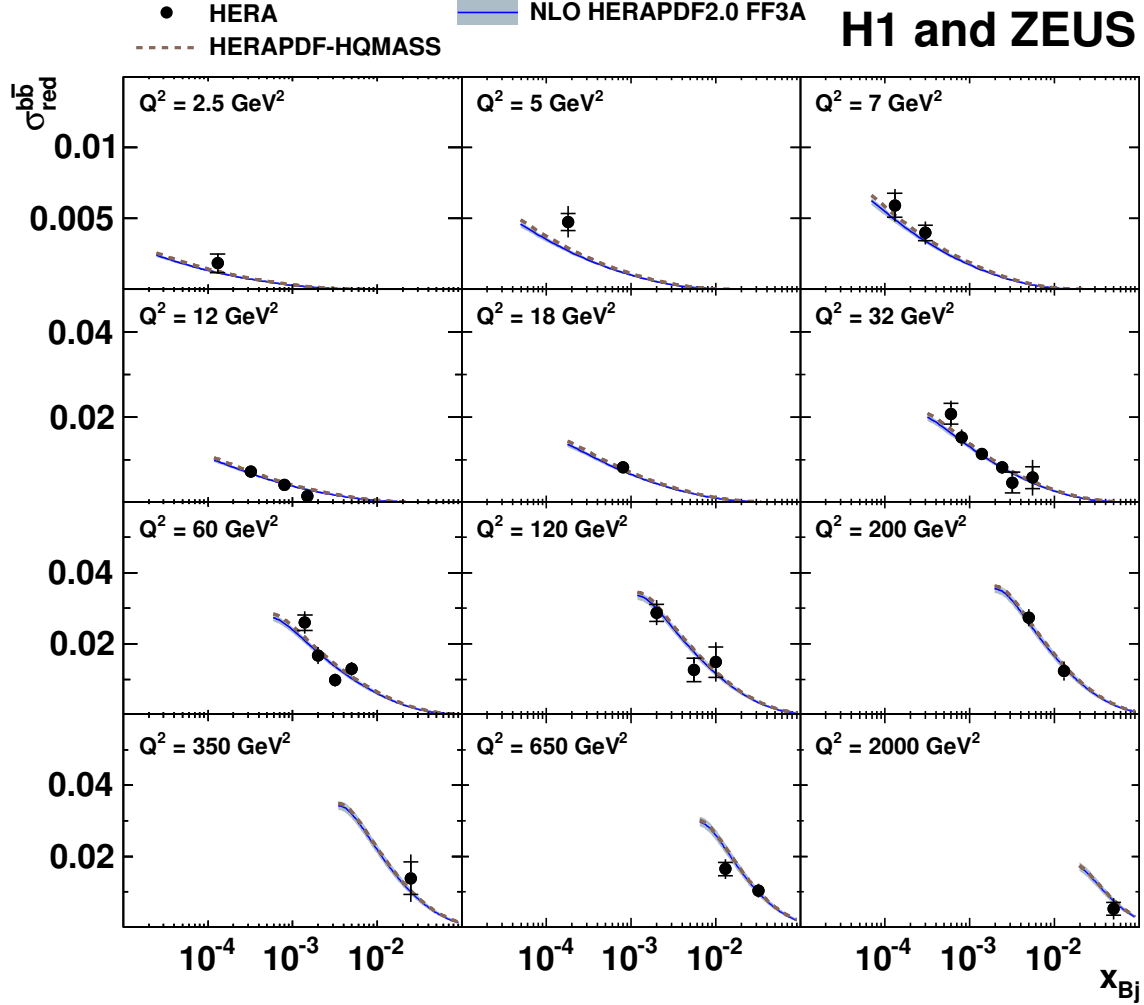 HERA
NLO HERAPDF2.0 FF3A
HERAPDF-HQMASS
H1 and ZEUS
σ_red^{bb̄}
Q² = 2.5 GeV²
Q² = 5 GeV²
Q² = 7 GeV²
0.01
0.005
Q² = 12 GeV²
Q² = 18 GeV²
Q² = 32 GeV²
0.04
0.02
Q² = 60 GeV²
Q² = 120 GeV²
Q² = 200 GeV²
0.04
0.02
Q² = 350 GeV²
Q² = 650 GeV²
Q² = 2000 GeV²
0.04
0.02
10⁻⁴ 10⁻³ 10⁻² 10⁻⁴ 10⁻³ 10⁻² 10⁻⁴ 10⁻³ 10⁻²
x_Bj